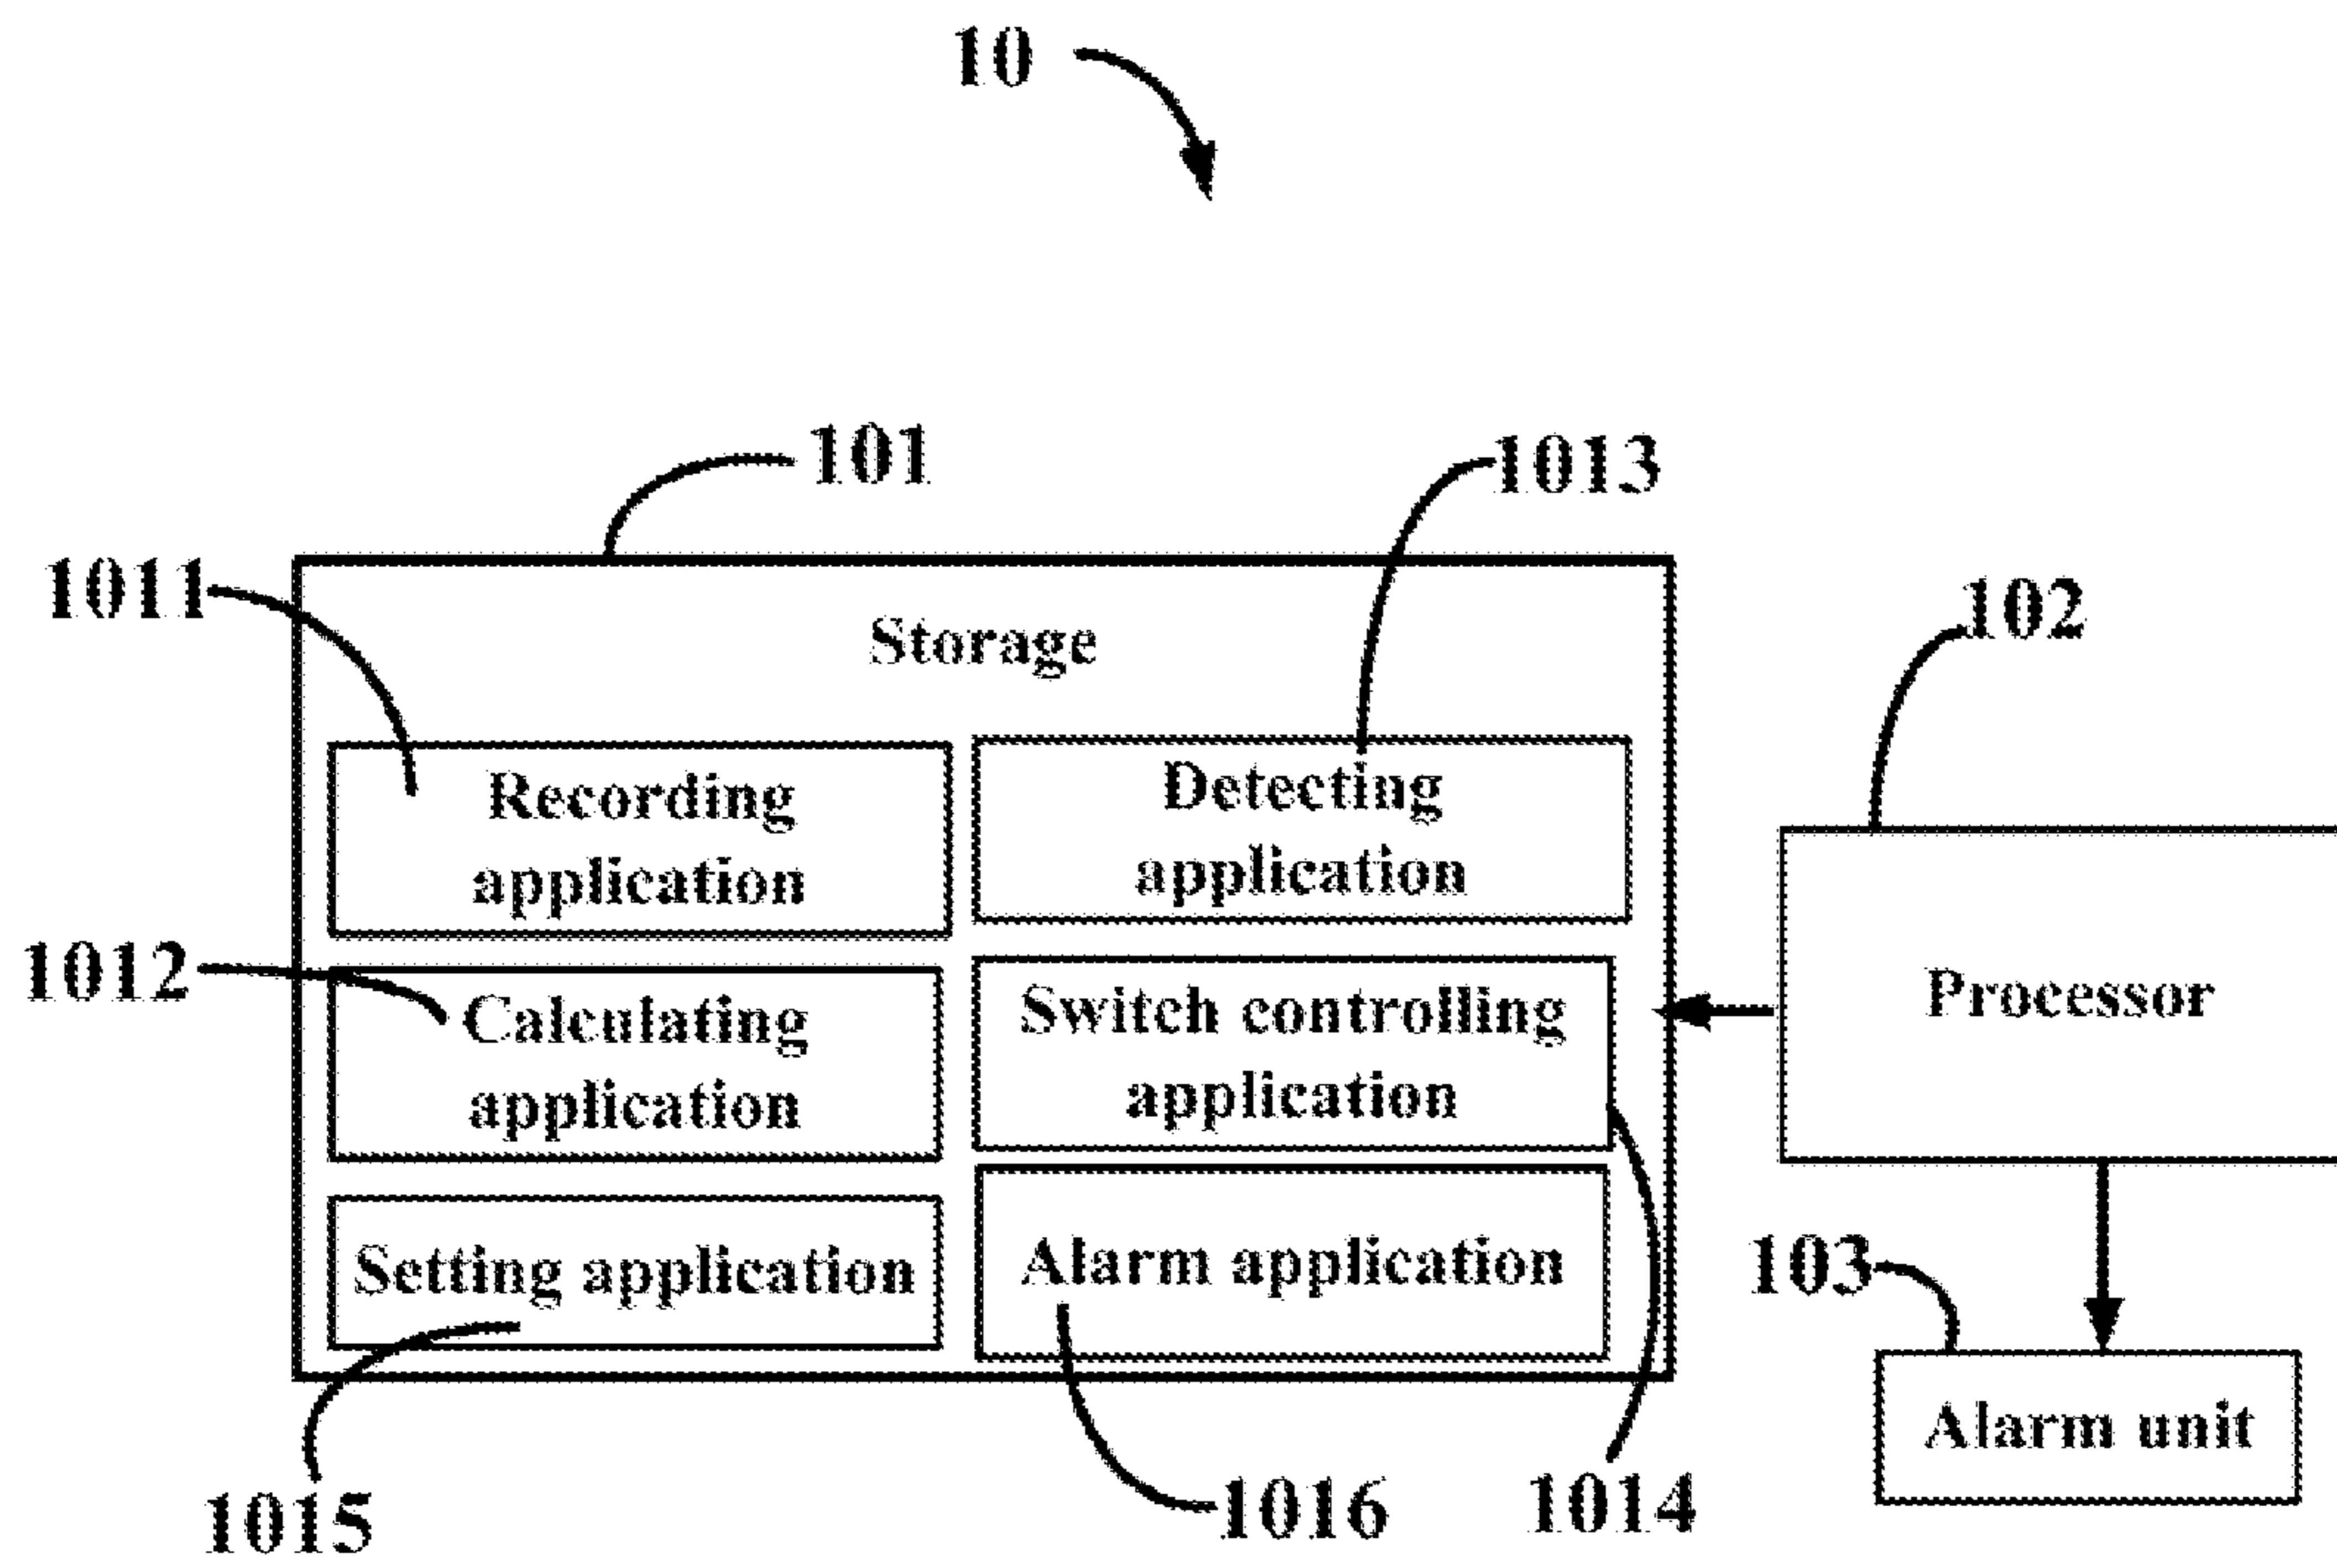 10
101
1013
1011
Storage
102
Recording
application
Detecting
application
1012
Calculating
application
Switch controlling
application
Processor
Setting application
Alarm application
103
Alarm unit
1015
1016
1014